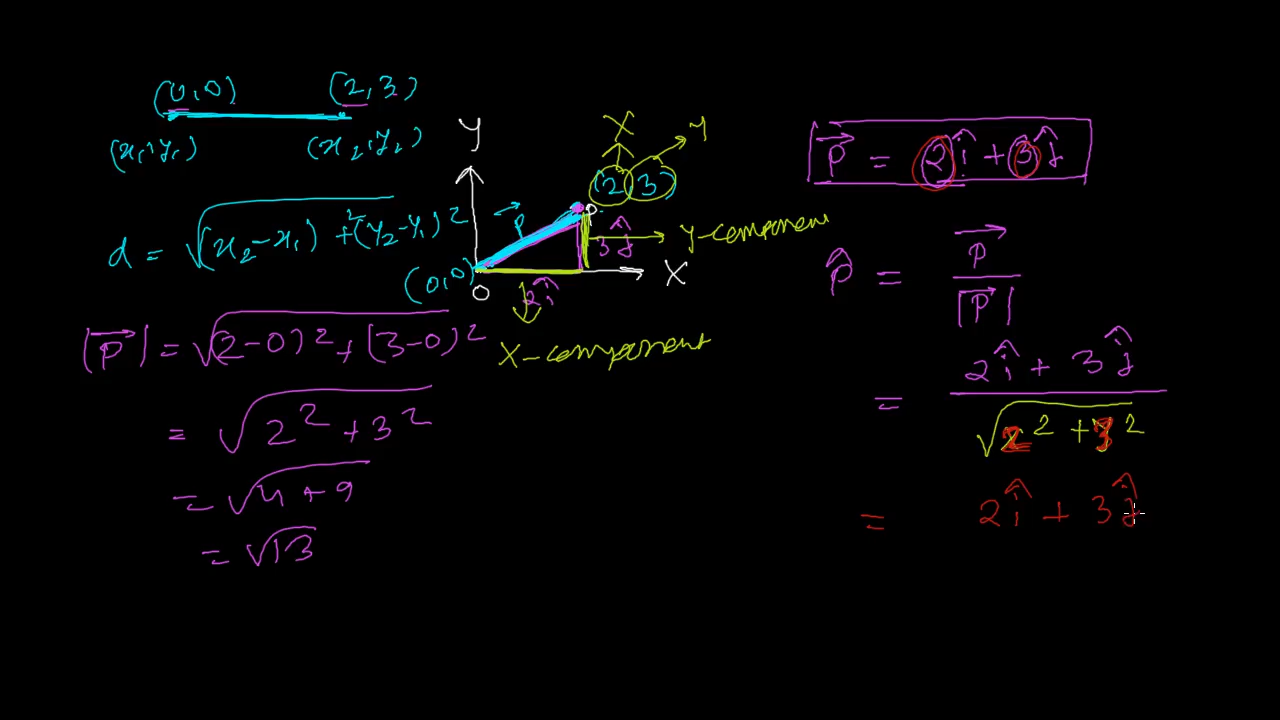 (0,0) (2,3)
(x₁,y₁) (x₂,y₂)
d = √(x₂-x₁)² + (y₂-y₁)²
|P⃗| = √(2-0)² + (3-0)²
= √2² + 3²
= √4 + 9
= √13
Y
X Y
(2 3)
P⃗ P
3ĵ → Y-component
(0,0) X
O 2î
X-component
P⃗ = 2î + 3ĵ
P̂ = P⃗ / |P⃗|
= 2î + 3ĵ / √2² + 3²
= 2î + 3ĵ